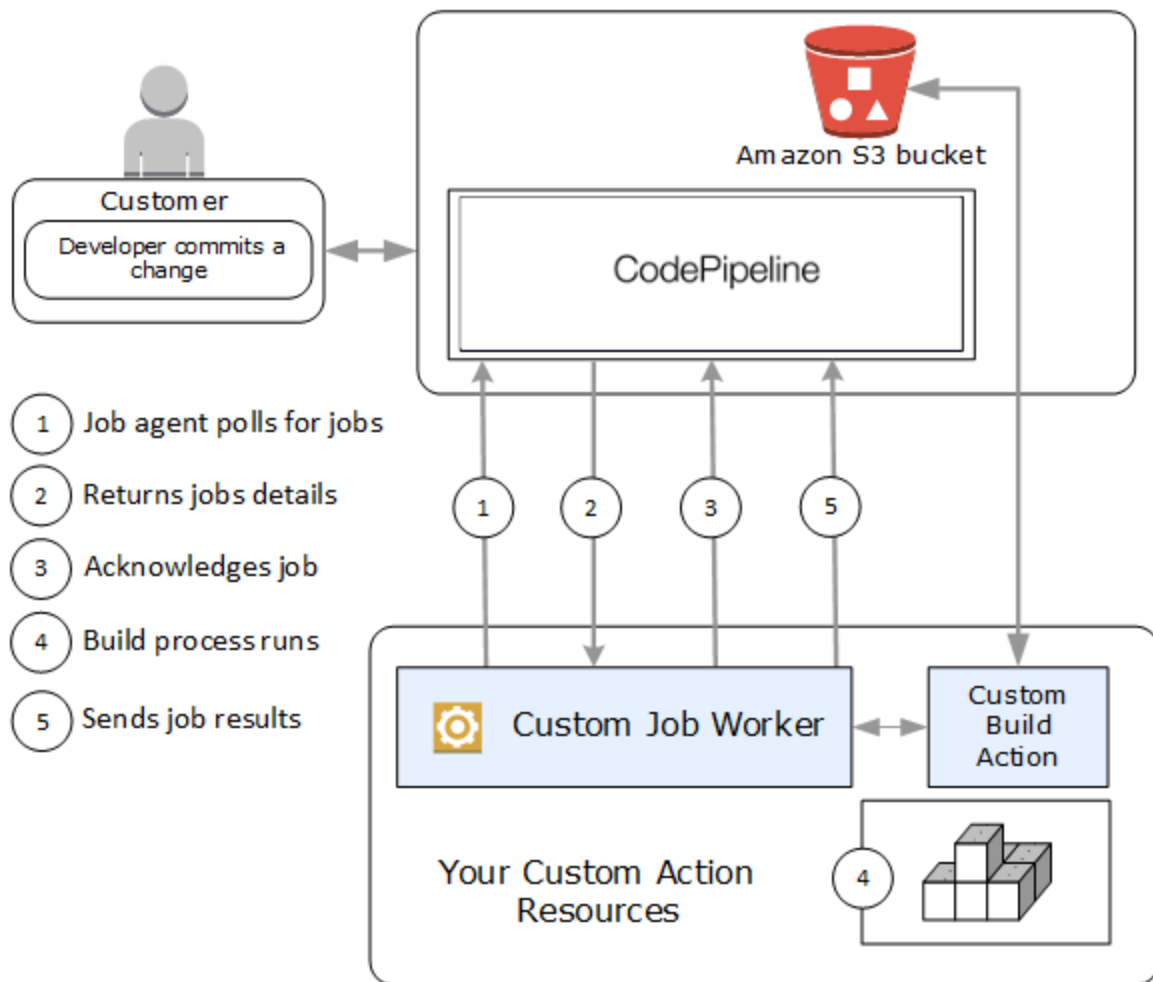 Amazon S3 bucket
Customer
Developer commits a
change
CodePipeline
1 Job agent polls for jobs
2 Returns jobs details
3 Acknowledges job
4 Build process runs
5 Sends job results
1
2
3
5
Custom Job Worker
Custom
Build
Action
Your Custom Action
Resources
4